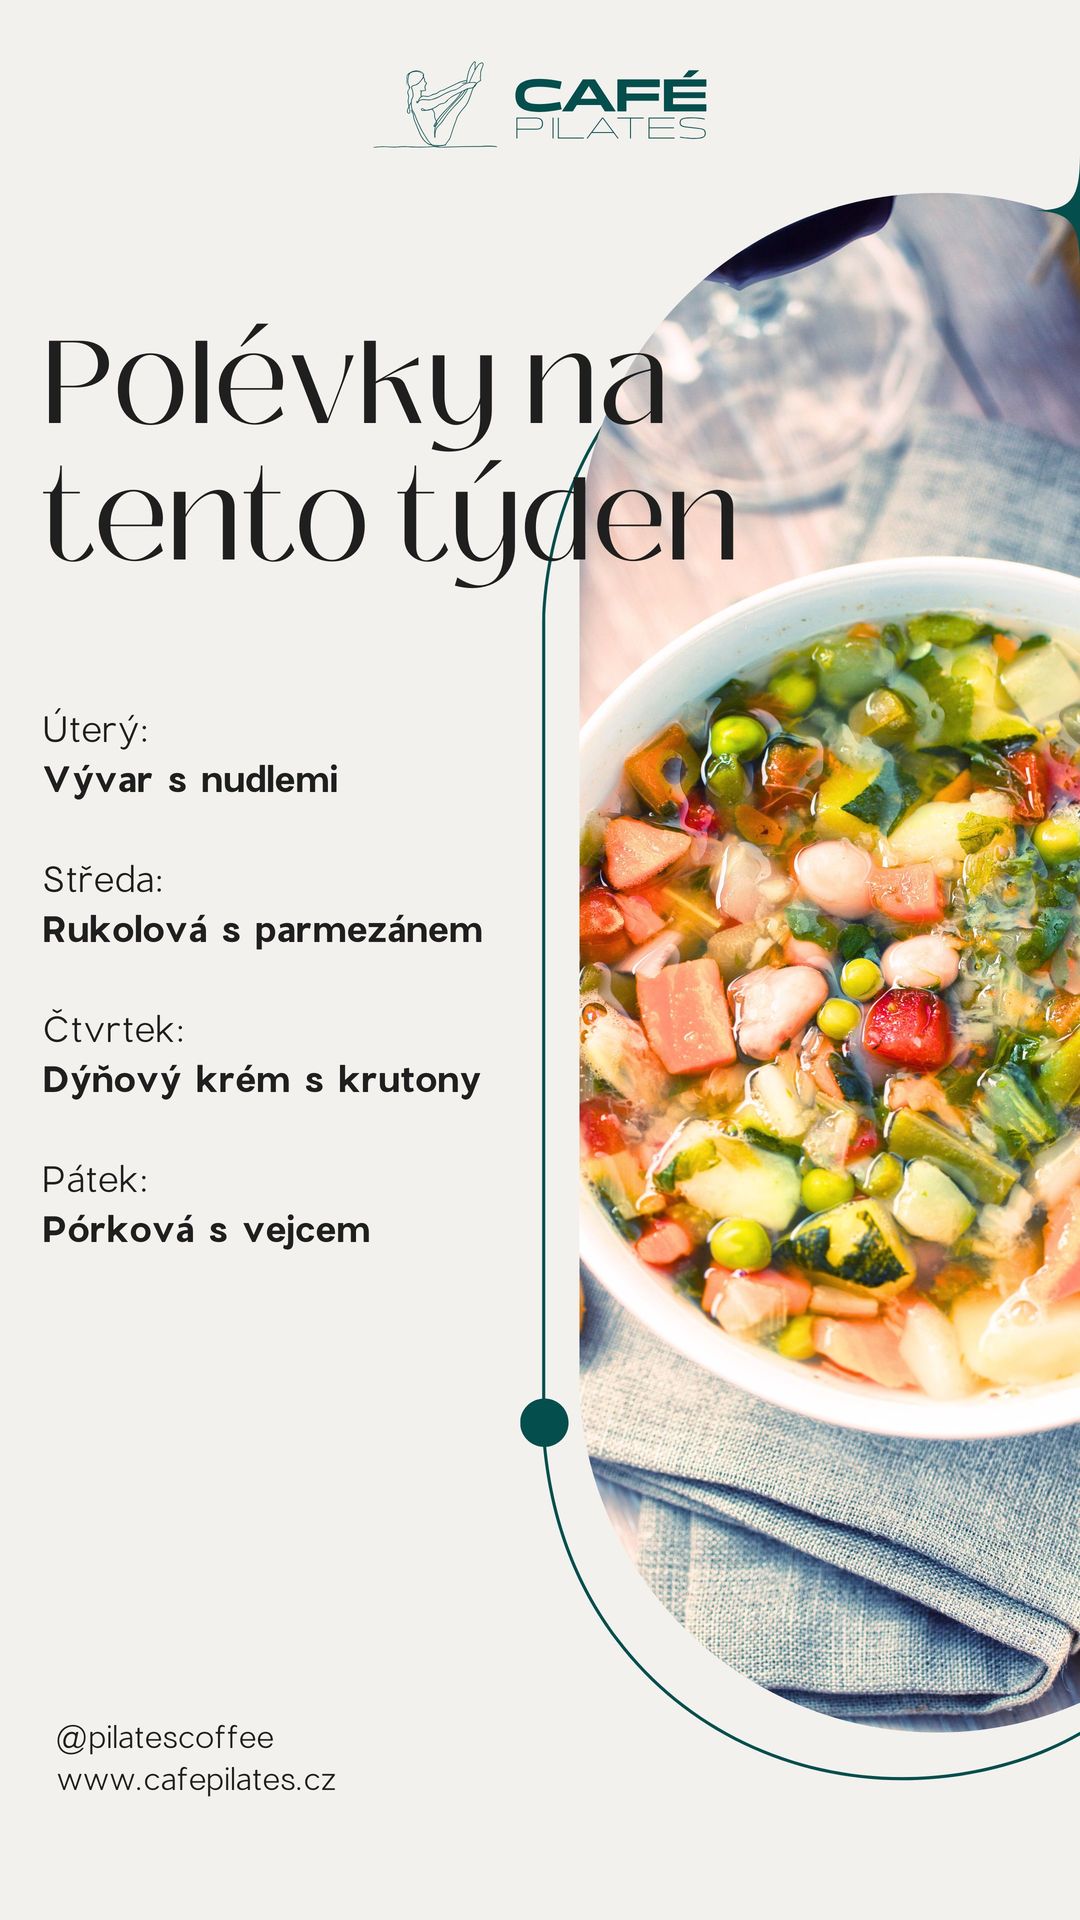 CAFÉ
PILATES
Polévky na
tento týden
Úterý:
Vývar s nudlemi
Středa:
Rukolová s parmezánem
Čtvrtek:
Dýňový krém s krutony
Pátek:
Pórková s vejcem
@pilatescoffee
www.cafepilates.cz